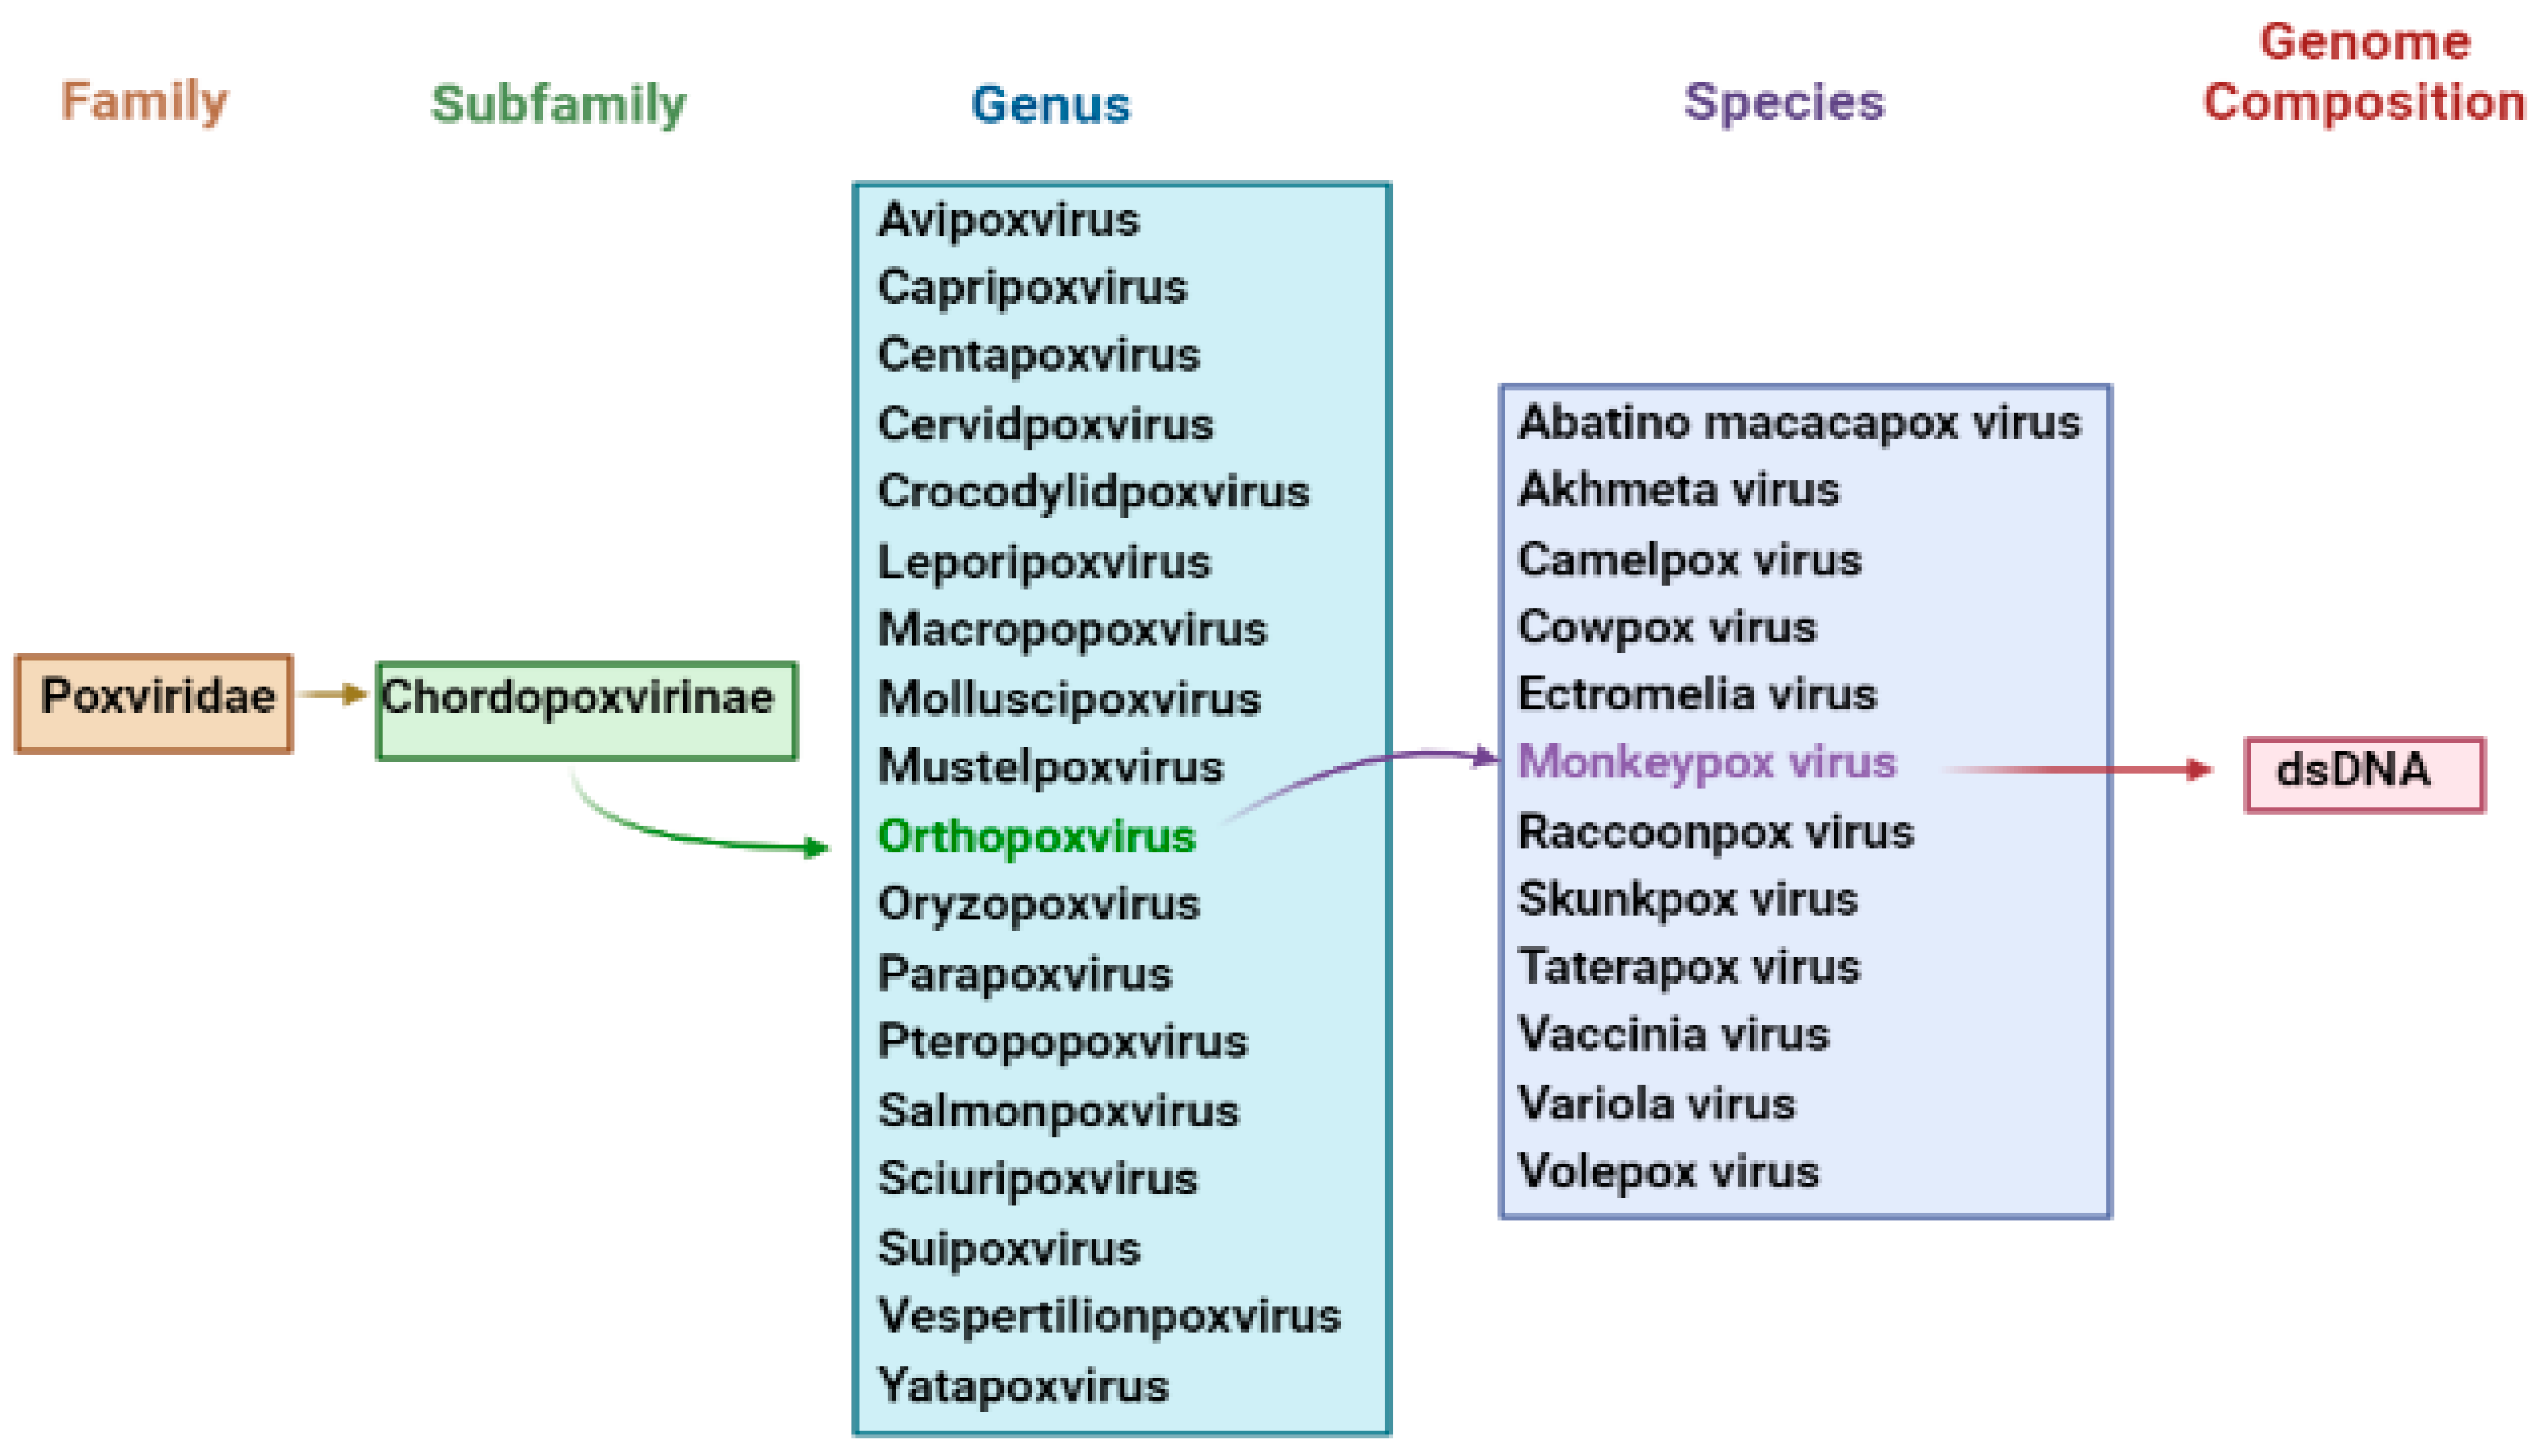 Family
Subfamily
Genus
Species
Genome
Composition
Poxviridae
Chordopoxvirinae
Avipoxvirus
Capripoxvirus
Centapoxvirus
Cervidpoxvirus
Crocodylidpoxvirus
Leporipoxvirus
Macropopoxvirus
Molluscipoxvirus
Mustelpoxvirus
Orthopoxvirus
Oryzopoxvirus
Parapoxvirus
Pteropopoxvirus
Salmonpoxvirus
Sciuripoxvirus
Suipoxvirus
Vespertilionpoxvirus
Yatapoxvirus
Abatino macacapox virus
Akhmeta virus
Camelpox virus
Cowpox virus
Ectromelia virus
Monkeypox virus
Raccoonpox virus
Skunkpox virus
Taterapox virus
Vaccinia virus
Variola virus
Volepox virus
dsDNA